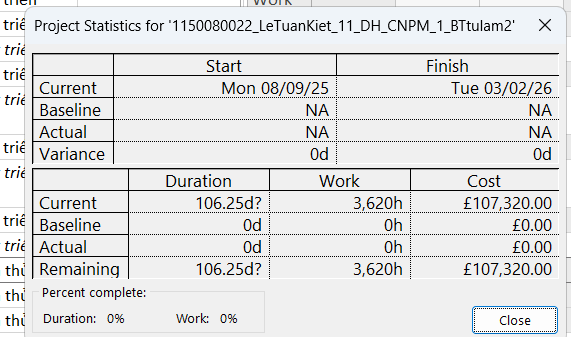 triển
Project Statistics for '1150080022_LeTuanKiet_11_DH_CNPM_1_BTtulam2'
Start Finish
Current Mon 08/09/25 Tue 03/02/26
Baseline NA NA
Actual NA NA
Variance 0d 0d
Duration Work Cost
Current 106.25d? 3,620h £107,320.00
Baseline 0d 0h £0.00
Actual 0d 0h £0.00
Remaining 106.25d? 3,620h £107,320.00
Percent complete:
Duration: 0% Work: 0%
Close